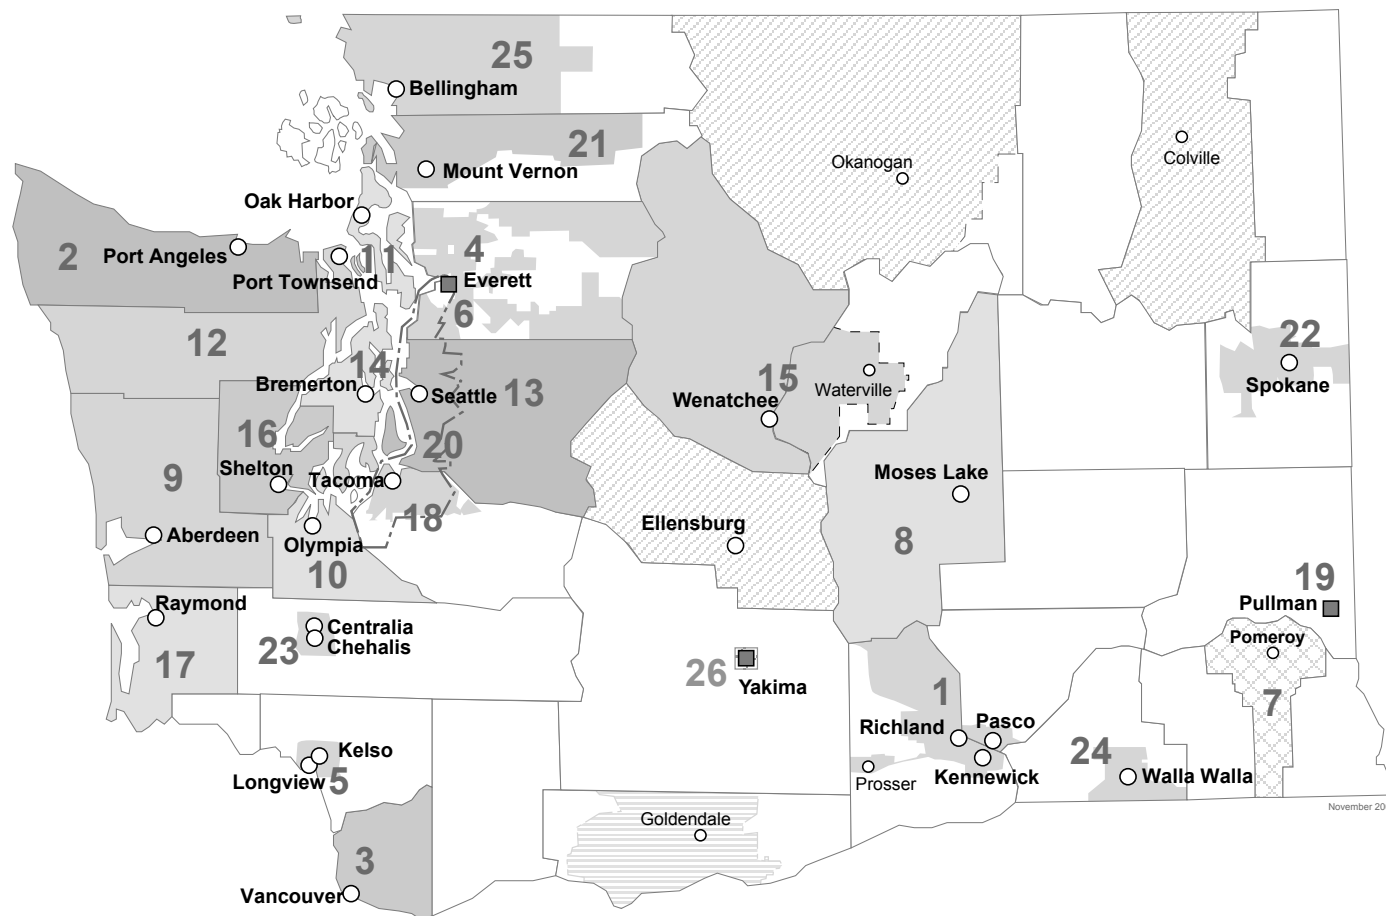 25
Bellingham
21
Mount Vernon
Okanogan
Colville
Oak Harbor
2
Port Angeles
11
4
Port Townsend
Everett
6
12
14
22
Bremerton
Seattle
13
15
Waterville
Spokane
Wenatchee
16
20
9
Shelton
Tacoma
Moses Lake
18
Ellensburg
Aberdeen
Olympia
8
10
19
Raymond
Pullman
Centralia
Pomeroy
23
Chehalis
17
26
Yakima
1
7
Richland
Pasco
Kelso
24
Longview
5
Prosser
Kennewick
Walla Walla
November 20
Goldendale
3
Vancouver